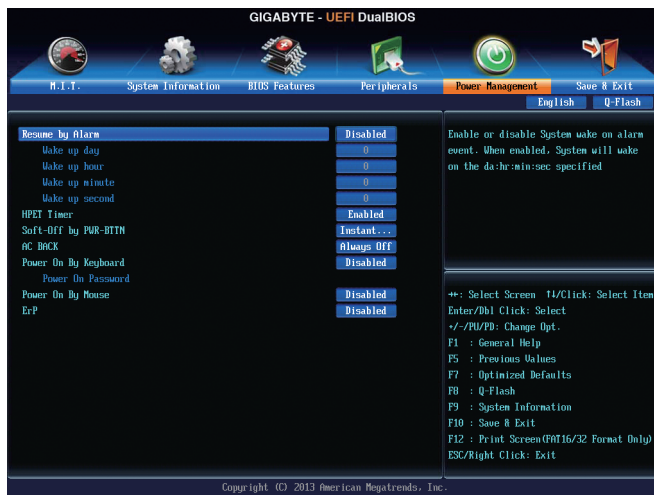 GIGABYTE - UEFI DualBIOS
M.I.T. System Information BIOS Features Peripherals Power Management Save & Exit
English Q-Flash
Resume by Alarm Disabled
Wake up day 0
Wake up hour 0
Wake up minute 0
Wake up second 0
HPET Timer Enabled
Soft-Off by PWR-BTTN Instant...
AC BACK Always Off
Power On By Keyboard Disabled
Power On Password
Power On By Mouse Disabled
ErP Disabled
Enable or disable System wake on alarm
event. When enabled, System will wake
on the da:hr:min:sec specified
→←: Select Screen ↑↓/Click: Select Item
Enter/Dbl Click: Select
+/-/PU/PD: Change Opt.
F1 : General Help
F5 : Previous Values
F7 : Optimized Defaults
F8 : Q-Flash
F9 : System Information
F10 : Save & Exit
F12 : Print Screen(FAT16/32 Format Only)
ESC/Right Click: Exit
Copyright (C) 2013 American Megatrends, Inc.